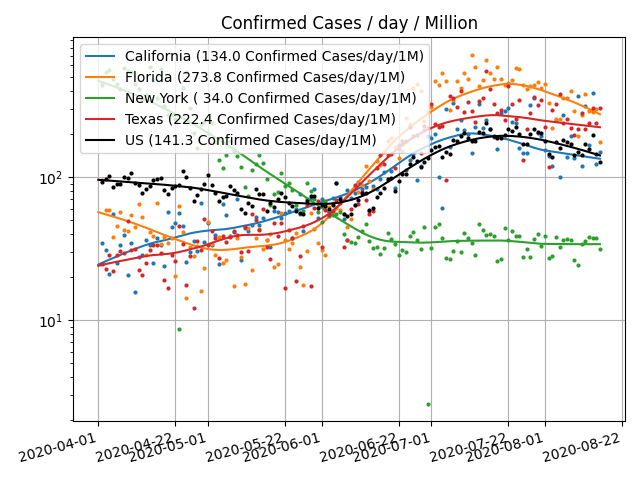 Confirmed Cases / day / Million
California (134.0 Confirmed Cases/day/1M)
Florida (273.8 Confirmed Cases/day/1M)
New York ( 34.0 Confirmed Cases/day/1M)
Texas (222.4 Confirmed Cases/day/1M)
US (141.3 Confirmed Cases/day/1M)
10²
10¹
2020-04-01 2020-04-22 2020-05-01 2020-05-22 2020-06-01 2020-06-22 2020-07-01 2020-07-22 2020-08-01 2020-08-22